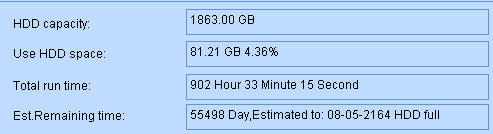 HDD capacity: 1863.00 GB
Use HDD space: 81.21 GB 4.36%
Total run time: 902 Hour 33 Minute 15 Second
Est.Remaining time: 55498 Day,Estimated to: 08-05-2164 HDD full